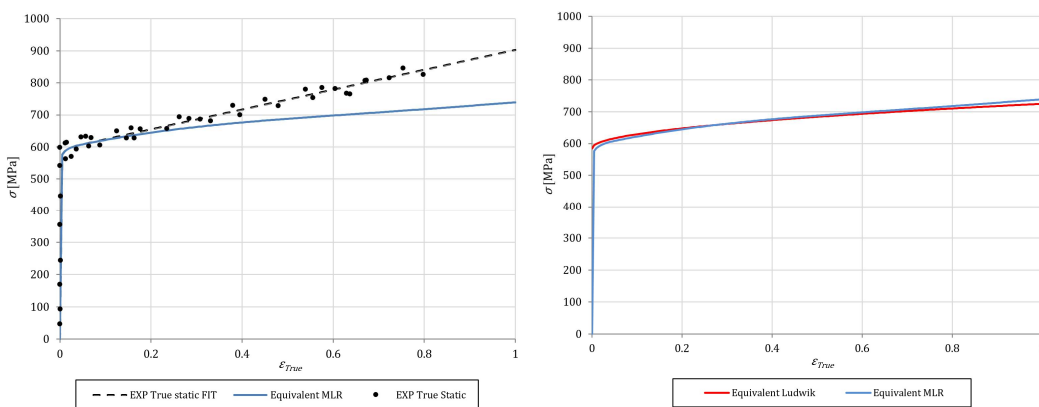 1000
900
800
700
600
500
400
300
200
100
0
σ [MPa]
0 0.2 0.4 0.6 0.8 1
ε_True
EXP True static FIT Equivalent MLR EXP True Static
1000
900
800
700
600
500
400
300
200
100
0
σ [MPa]
0 0.2 0.4 0.6 0.8
ε_True
Equivalent Ludwik Equivalent MLR